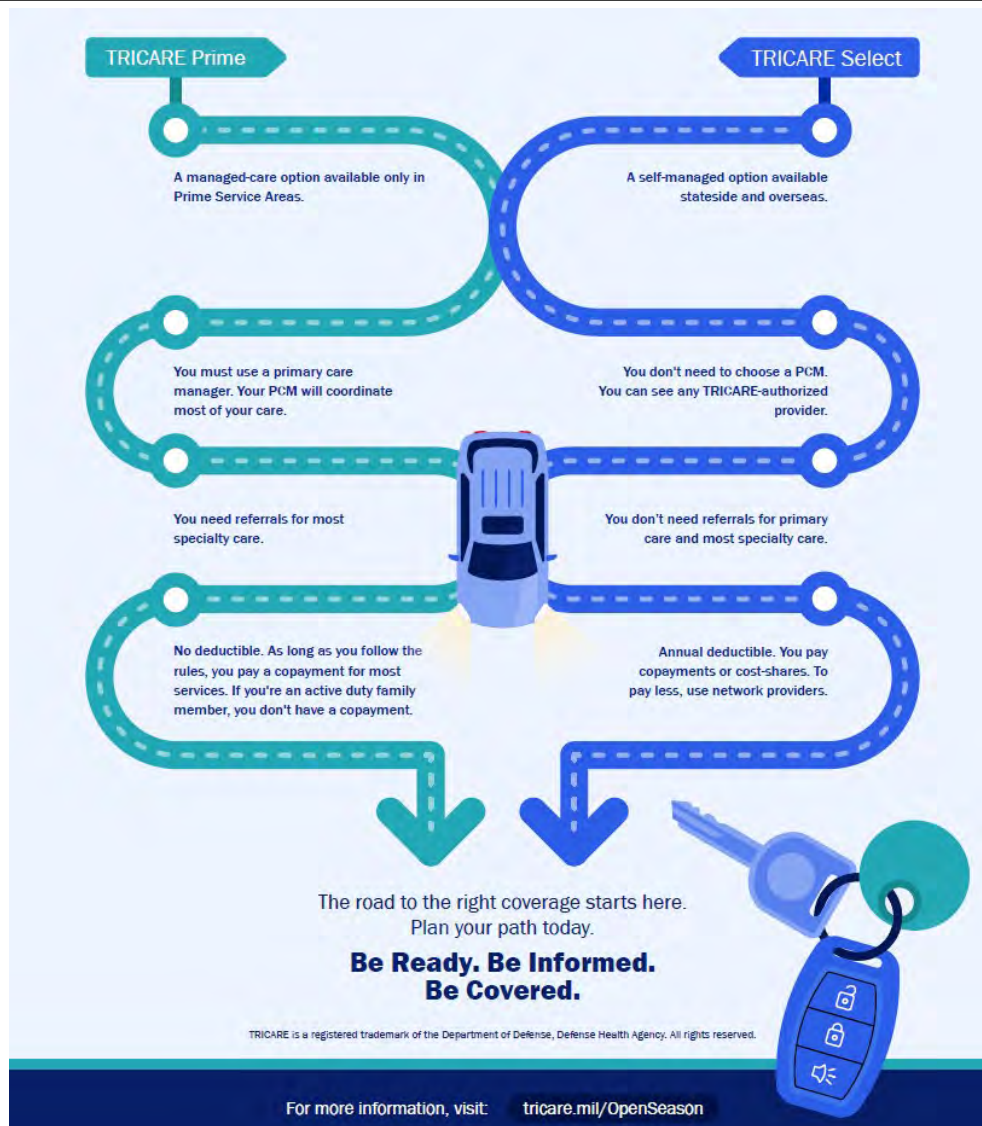 TRICARE Prime
TRICARE Select
A managed-care option available only in
Prime Service Areas.
A self-managed option available
stateside and overseas.
You must use a primary care
manager. Your PCM will coordinate
most of your care.
You don't need to choose a PCM.
You can see any TRICARE-authorized
provider.
You need referrals for most
specialty care.
You don't need referrals for primary
care and most specialty care.
No deductible. As long as you follow the
rules, you pay a copayment for most
services. If you're an active duty family
member, you don't have a copayment.
Annual deductible. You pay
copayments or cost-shares. To
pay less, use network providers.
The road to the right coverage starts here.
Plan your path today.
Be Ready. Be Informed.
Be Covered.
TRICARE is a registered trademark of the Department of Defense, Defense Health Agency. All rights reserved.
For more information, visit: tricare.mil/OpenSeason